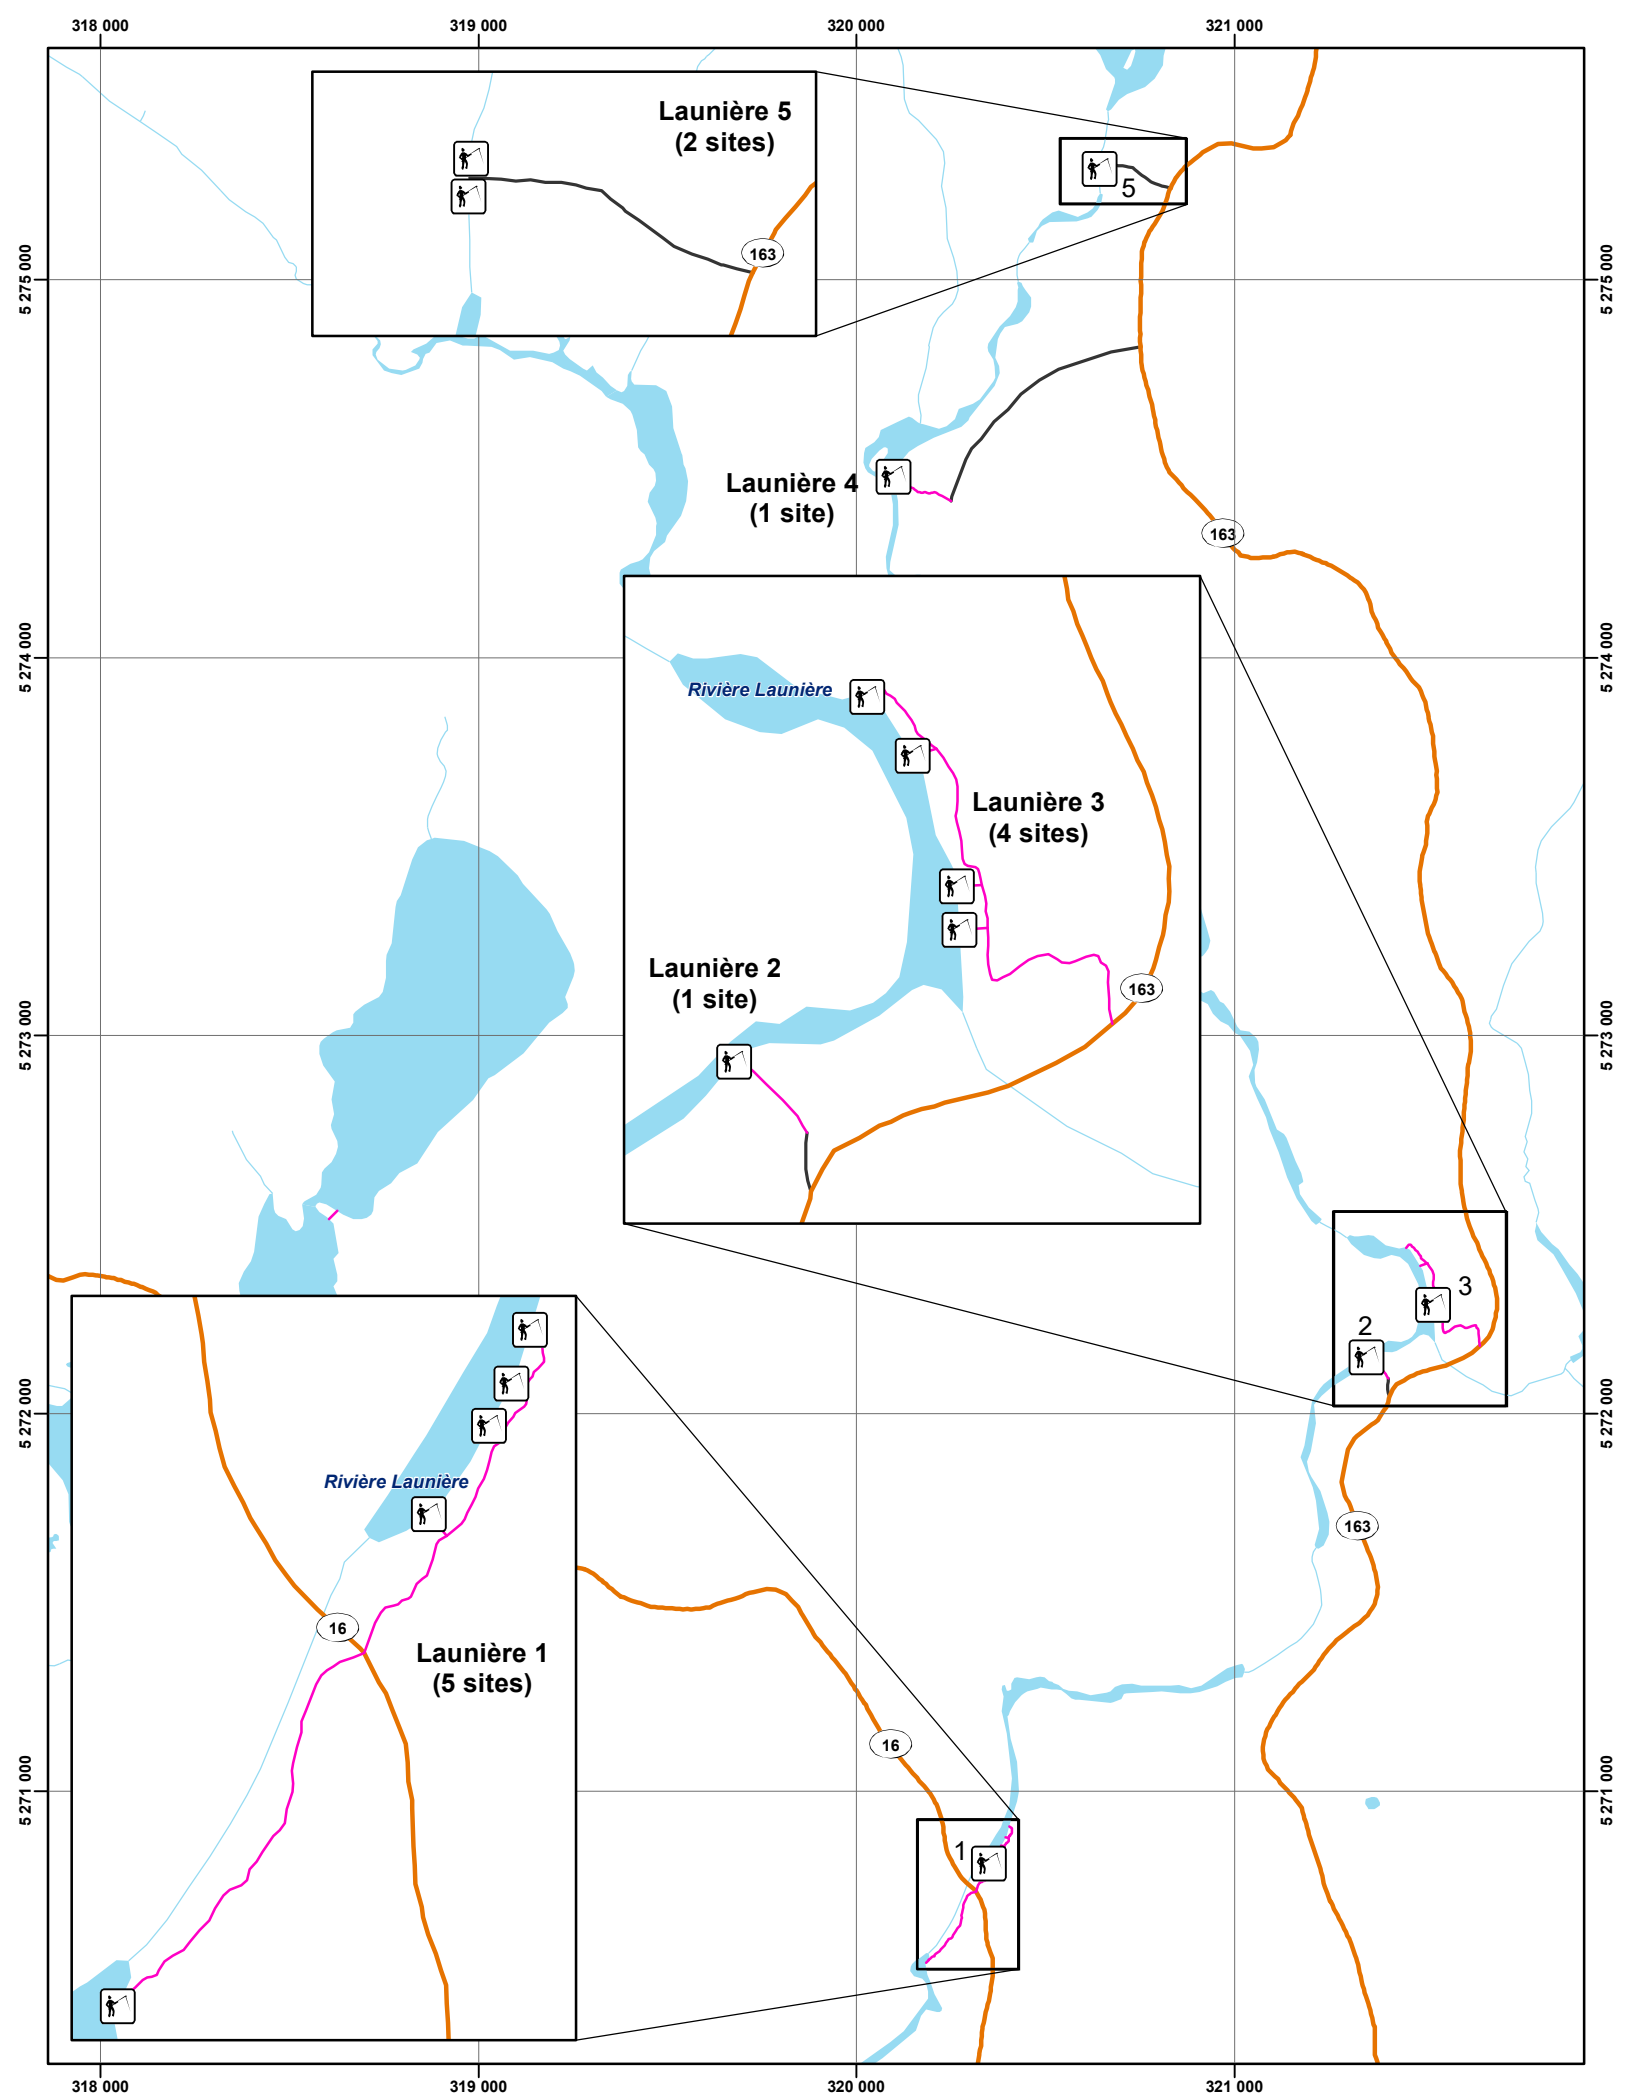 318 000
319 000
320 000
321 000
Launière 5
(2 sites)
163
5
5 275 000
5 275 000
Launière 4
(1 site)
163
5 274 000
5 274 000
Rivière Launière
Launière 3
(4 sites)
Launière 2
(1 site)
163
5 273 000
5 273 000
3
2
5 272 000
5 272 000
Rivière Launière
163
16
Launière 1
(5 sites)
16
5 271 000
5 271 000
1
318 000
319 000
320 000
321 000